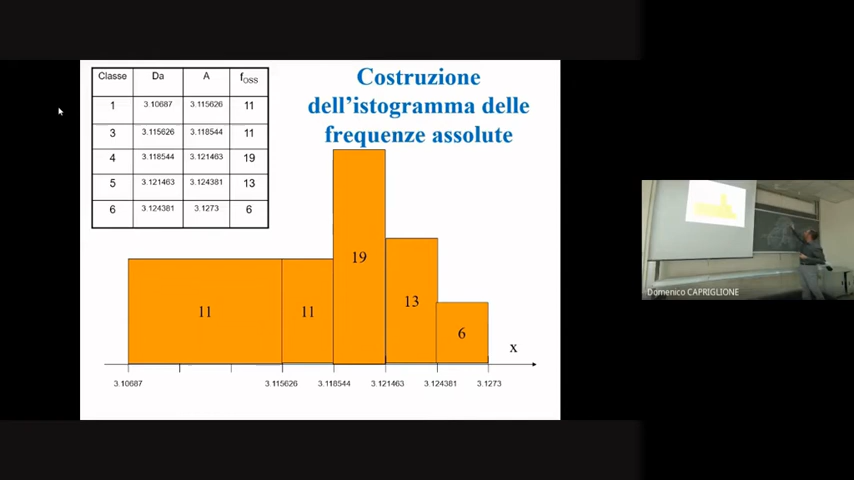 Costruzione
dell'istogramma delle
frequenze assolute
Classe Da A fOSS
1 3.10687 3.115626 11
3 3.115626 3.118544 11
4 3.118544 3.121463 19
5 3.121463 3.124381 13
6 3.124381 3.1273 6
11
11
19
13
6
x
3.10687 3.115626 3.118544 3.121463 3.124381 3.1273
Domenico CAPRIGLIONE